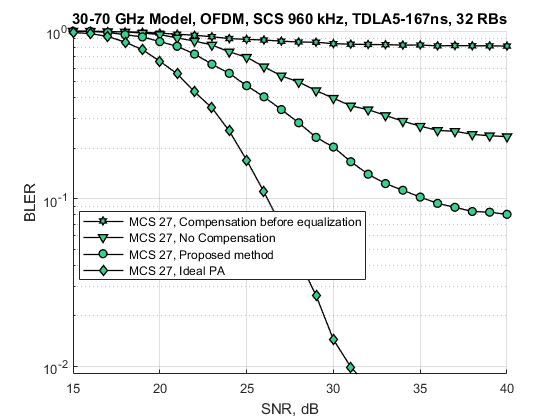 30-70 GHz Model, OFDM, SCS 960 kHz, TDLA5-167ns, 32 RBs
10^0
BLER
10^-1
MCS 27, Compensation before equalization
MCS 27, No Compensation
MCS 27, Proposed method
MCS 27, Ideal PA
10^-2
15 20 25 30 35 40
SNR, dB